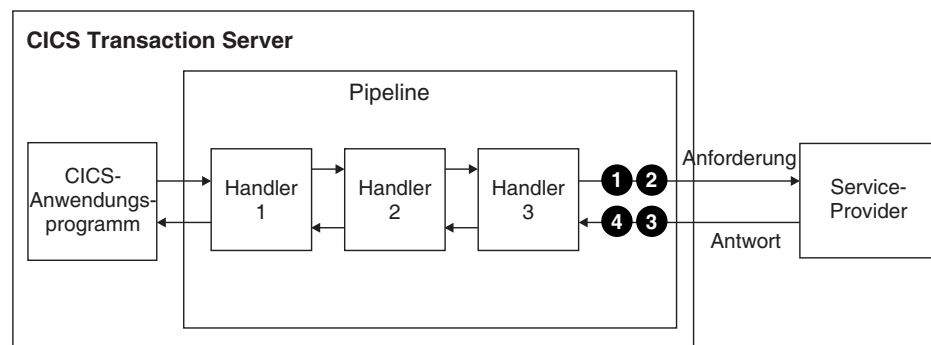 CICS Transaction Server
Pipeline
CICS-
Anwendungs-
programm
Handler
1
Handler
2
Handler
3
1 2
4 3
Anforderung
Antwort
Service-
Provider